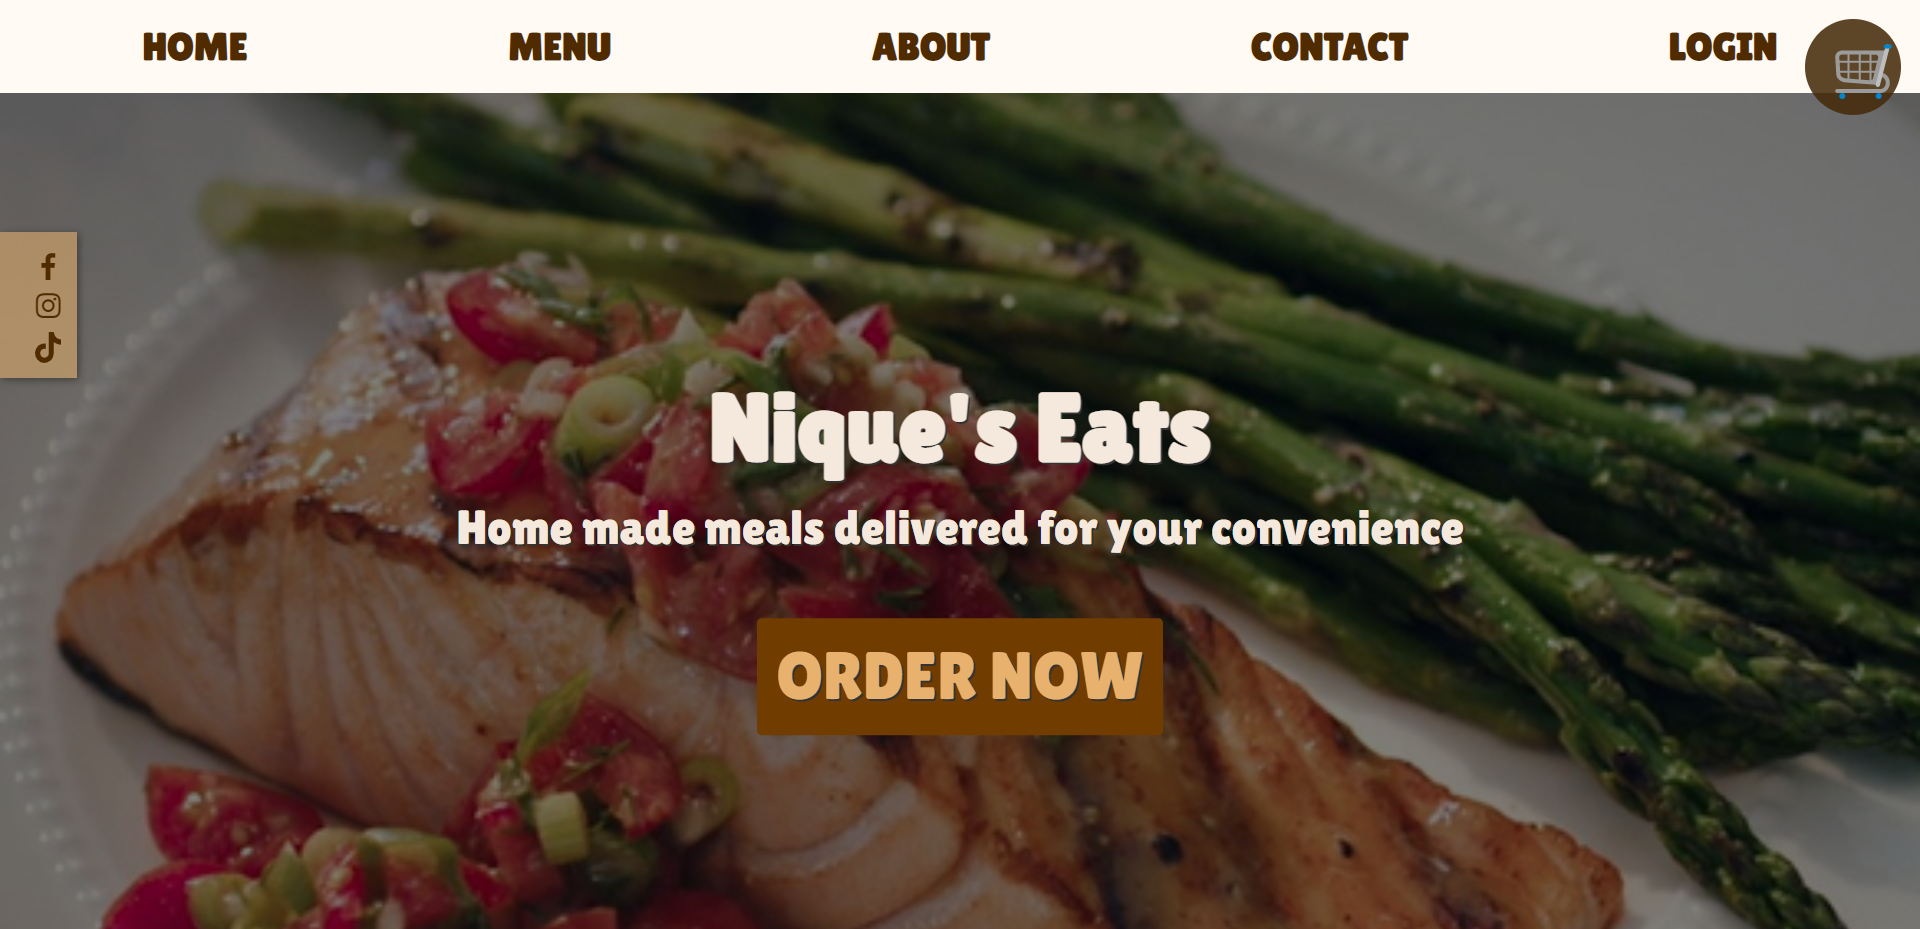 HOME MENU ABOUT CONTACT LOGIN
Nique's Eats
Home made meals delivered for your convenience
ORDER NOW